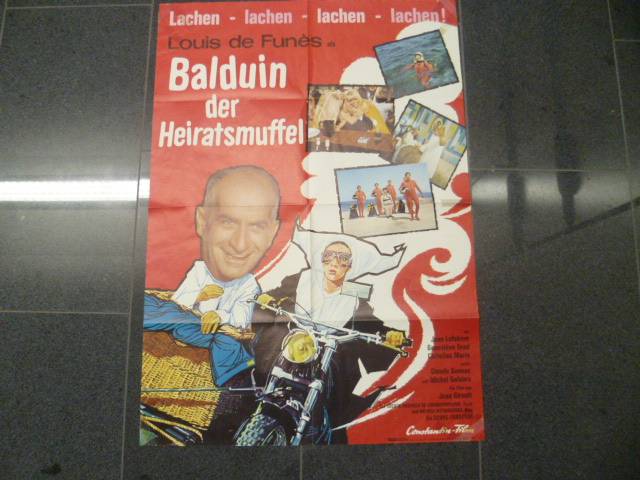 Lachen - lachen - lachen - lachen!
Louis de Funès als
Balduin
der
Heiratsmuffel
Jean Lefebvre
Geneviève Grad
Christian Marin
Claude Gensac
Michel Galabru
Jean Girault
Constantin-Film